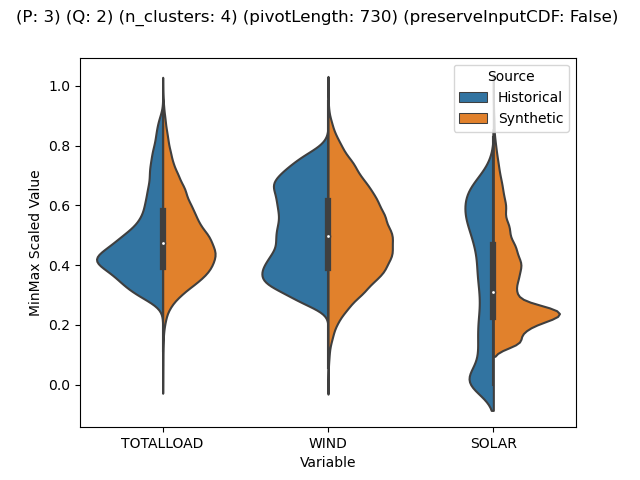 (P: 3) (Q: 2) (n_clusters: 4) (pivotLength: 730) (preserveInputCDF: False)
Source
Historical
Synthetic
MinMax Scaled Value
1.0
0.8
0.6
0.4
0.2
0.0
TOTALLOAD WIND SOLAR
Variable